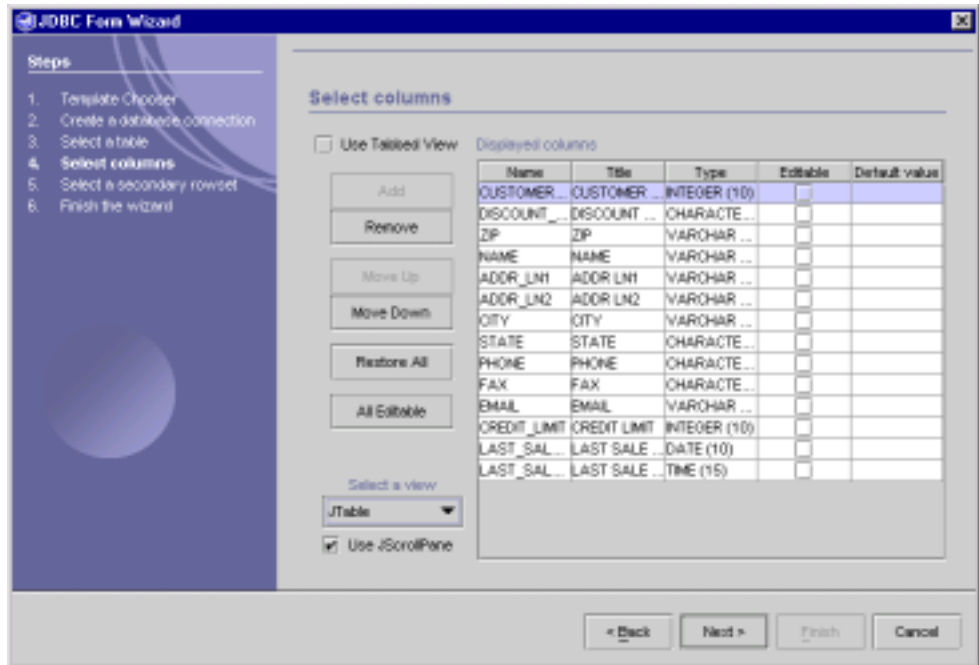 JDBC Form Wizard
Steps
1. Template Chooser
2. Create a database connection
3. Select a table
4. Select columns
5. Select a secondary rowset
6. Finish the wizard
Select columns
Use Tabbed View
Displayed columns
Add
Remove
Move Up
Move Down
Restore All
All Editable
Select a view
JTable
Use JScrollPane
Name Title Type Editable Default value
CUSTOMER... CUSTOMER ... INTEGER (10)
DISCOUNT_... DISCOUNT ... CHARACTE...
ZIP ZIP VARCHAR ...
NAME NAME VARCHAR ...
ADDR_LN1 ADDR LN1 VARCHAR ...
ADDR_LN2 ADDR LN2 VARCHAR ...
CITY CITY VARCHAR ...
STATE STATE CHARACTE...
PHONE PHONE CHARACTE...
FAX FAX CHARACTE...
EMAIL EMAIL VARCHAR ...
CREDIT_LIMIT CREDIT LIMIT INTEGER (10)
LAST_SAL... LAST SALE ... DATE (10)
LAST_SAL... LAST SALE ... TIME (15)
< Back
Next >
Finish
Cancel